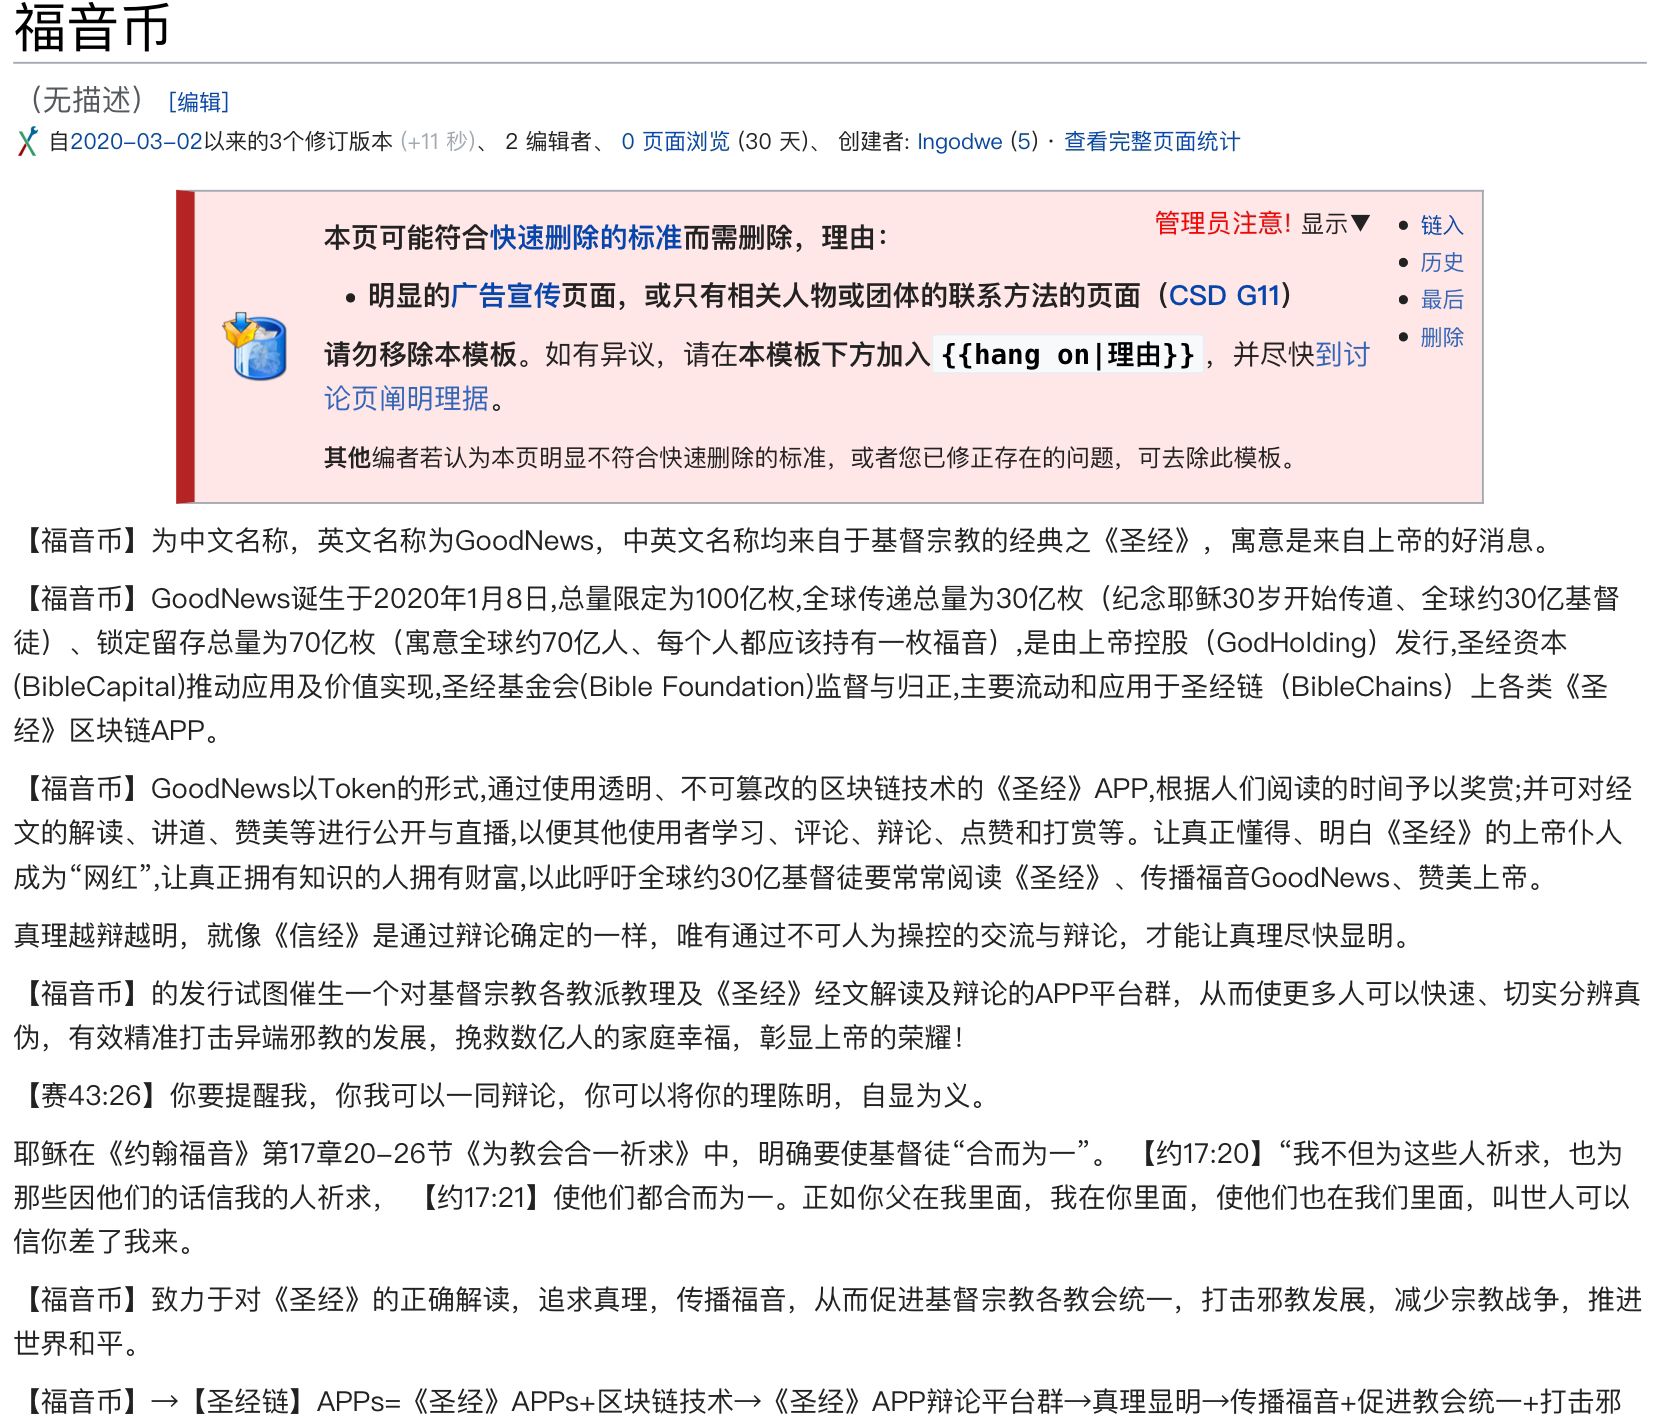 福音币
（无描述） [编辑]
自2020-03-02以来的3个修订版本 (+11 秒)、 2 编辑者、 0 页面浏览 (30 天)、 创建者: Ingodwe (5) · 查看完整页面统计
管理员注意! 显示▼
本页可能符合快速删除的标准而需删除，理由：
• 明显的广告宣传页面，或只有相关人物或团体的联系方法的页面（CSD G11）
请勿移除本模板。如有异议，请在本模板下方加入 {{hang on|理由}} ，并尽快到讨
论页阐明理据。
其他编者若认为本页明显不符合快速删除的标准，或者您已修正存在的问题，可去除此模板。
• 链入
• 历史
• 最后
• 删除
【福音币】为中文名称，英文名称为GoodNews，中英文名称均来自于基督宗教的经典之《圣经》，寓意是来自上帝的好消息。
【福音币】GoodNews诞生于2020年1月8日,总量限定为100亿枚,全球传递总量为30亿枚（纪念耶稣30岁开始传道、全球约30亿基督
徒）、锁定留存总量为70亿枚（寓意全球约70亿人、每个人都应该持有一枚福音）,是由上帝控股（GodHolding）发行,圣经资本
(BibleCapital)推动应用及价值实现,圣经基金会(Bible Foundation)监督与归正,主要流动和应用于圣经链（BibleChains）上各类《圣
经》区块链APP。
【福音币】GoodNews以Token的形式,通过使用透明、不可篡改的区块链技术的《圣经》APP,根据人们阅读的时间予以奖赏;并可对经
文的解读、讲道、赞美等进行公开与直播,以便其他使用者学习、评论、辩论、点赞和打赏等。让真正懂得、明白《圣经》的上帝仆人
成为“网红”,让真正拥有知识的人拥有财富,以此呼吁全球约30亿基督徒要常常阅读《圣经》、传播福音GoodNews、赞美上帝。
真理越辩越明，就像《信经》是通过辩论确定的一样，唯有通过不可人为操控的交流与辩论，才能让真理尽快显明。
【福音币】的发行试图催生一个对基督宗教各教派教理及《圣经》经文解读及辩论的APP平台群，从而使更多人可以快速、切实分辨真
伪，有效精准打击异端邪教的发展，挽救数亿人的家庭幸福，彰显上帝的荣耀！
【赛43:26】你要提醒我，你我可以一同辩论，你可以将你的理陈明，自显为义。
耶稣在《约翰福音》第17章20-26节《为教会合一祈求》中，明确要使基督徒“合而为一”。 【约17:20】“我不但为这些人祈求，也为
那些因他们的话信我的人祈求， 【约17:21】使他们都合而为一。正如你父在我里面，我在你里面，使他们也在我们里面，叫世人可以
信你差了我来。
【福音币】致力于对《圣经》的正确解读，追求真理，传播福音，从而促进基督宗教各教会统一，打击邪教发展，减少宗教战争，推进
世界和平。
【福音币】→【圣经链】APPs=《圣经》APPs+区块链技术→《圣经》APP辩论平台群→真理显明→传播福音+促进教会统一+打击邪